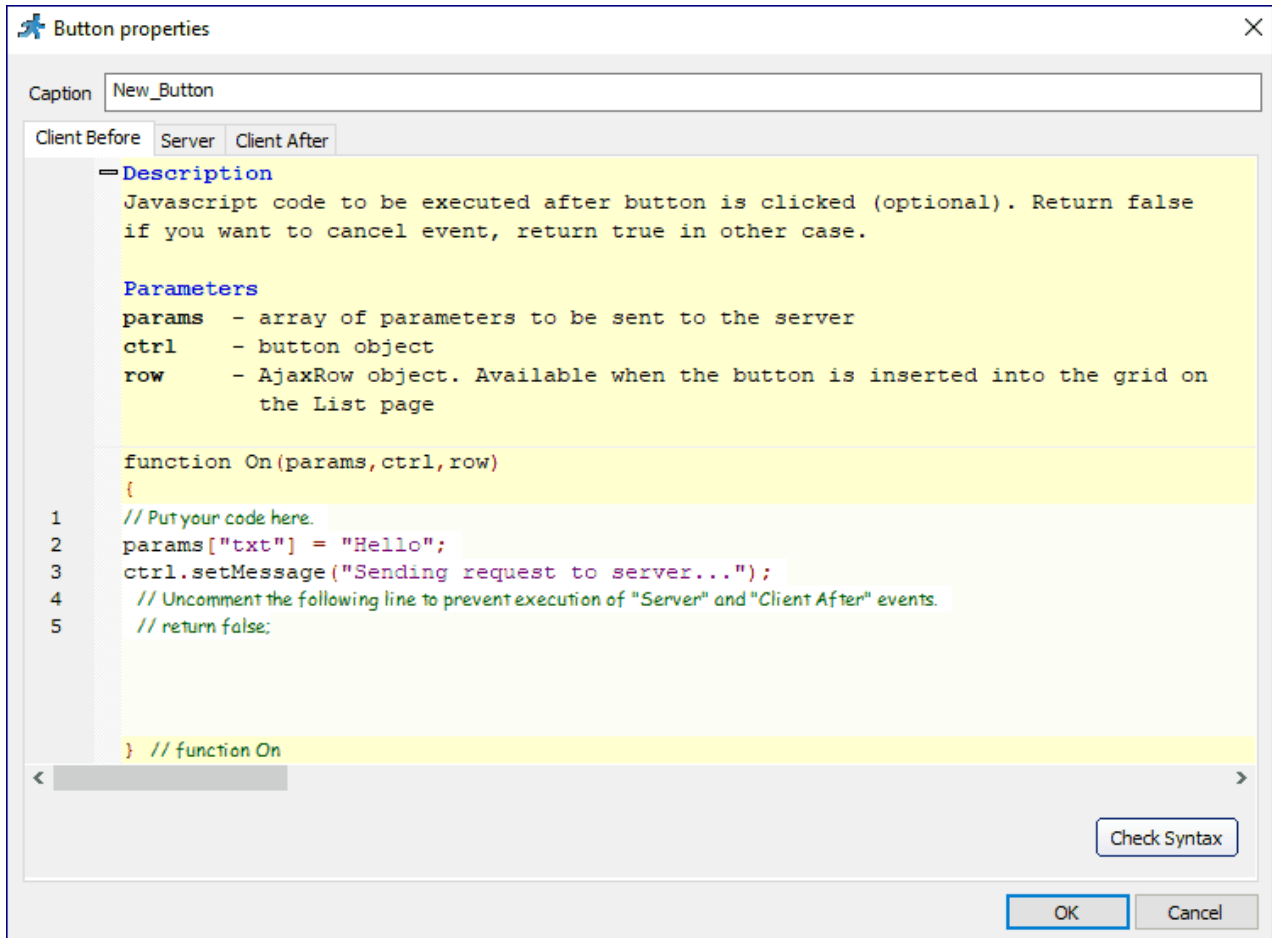 Button properties
Caption New_Button
Client Before Server Client After
Description
Javascript code to be executed after button is clicked (optional). Return false
if you want to cancel event, return true in other case.
Parameters
params - array of parameters to be sent to the server
ctrl - button object
row - AjaxRow object. Available when the button is inserted into the grid on
the List page
function On(params,ctrl,row)
{
1 // Put your code here.
2 params["txt"] = "Hello";
3 ctrl.setMessage("Sending request to server...");
4 // Uncomment the following line to prevent execution of "Server" and "Client After" events.
5 // return false;
} // function On
Check Syntax
OK Cancel